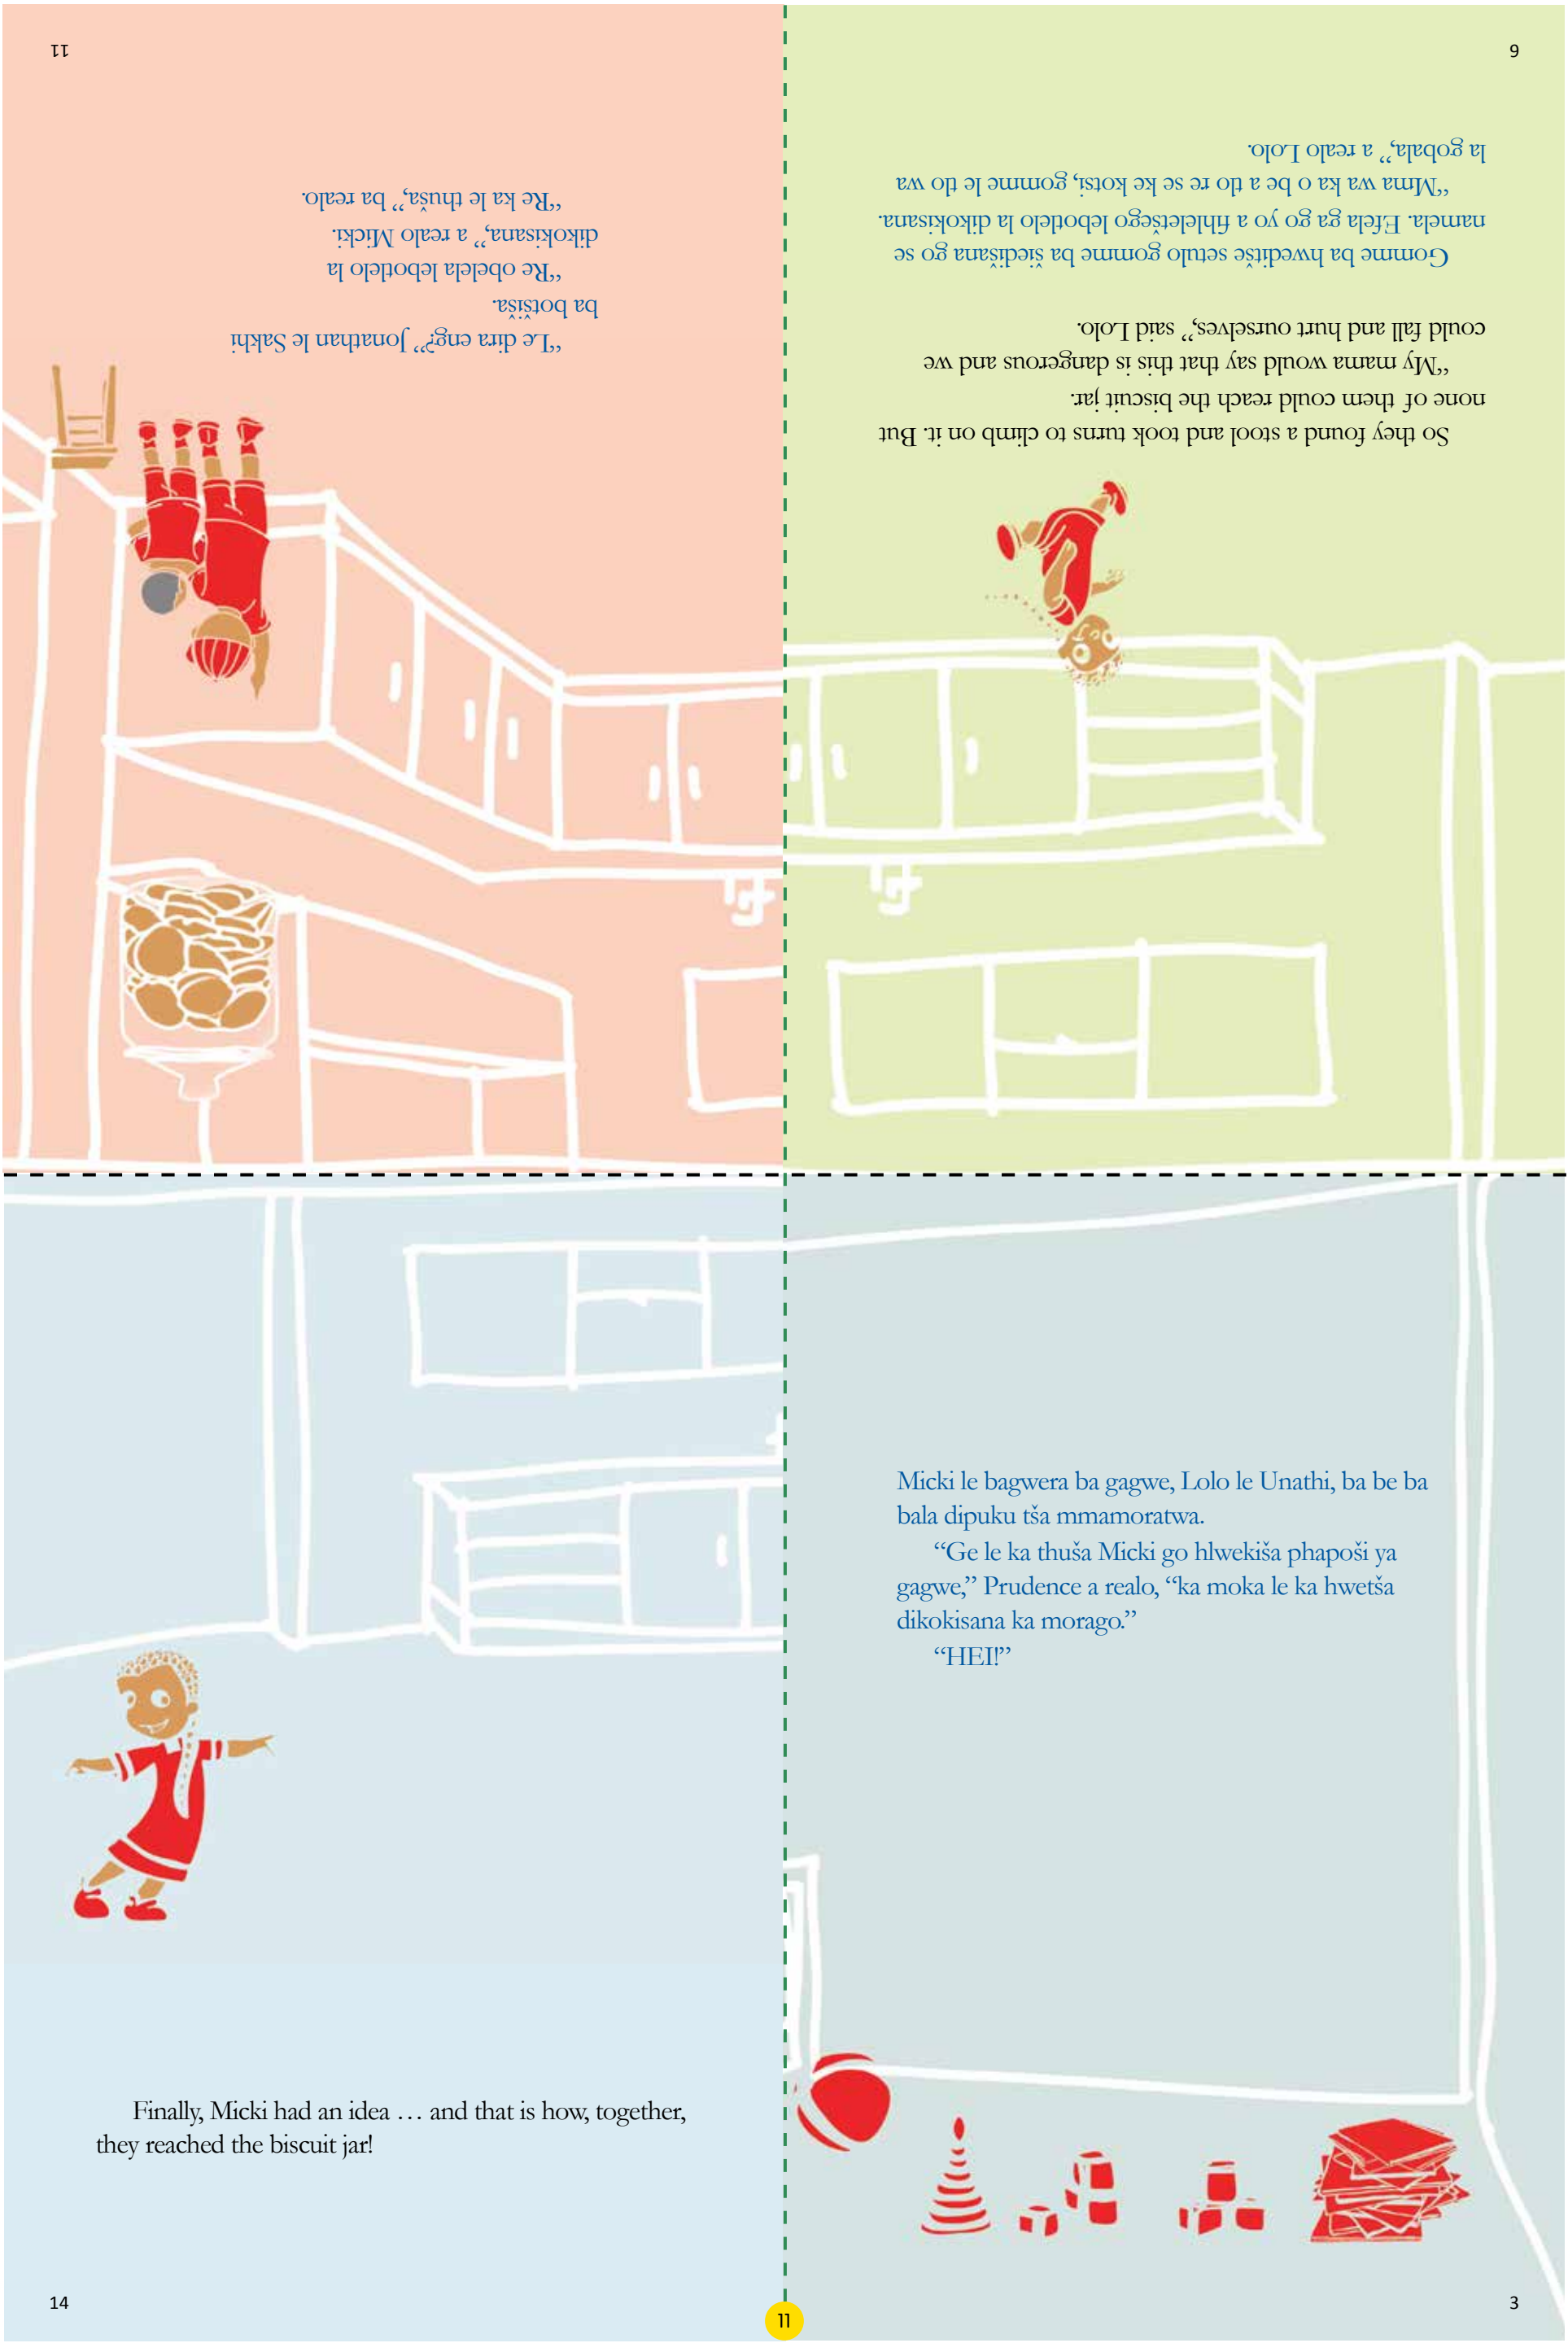 11
“Le dira eng?” Jonathan le Sakhi
ba botšiša.
“Re obelela lebotlelo la
dikokisana,” a realo Micki.
“Re ka le thuša,” ba realo.
6
So they found a stool and took turns to climb on it. But
none of them could reach the biscuit jar.
“My mama would say that this is dangerous and we
could fall and hurt ourselves,” said Lolo.
Gomme ba hweditše setulo gomme ba šiedišana go se
namela. Efela ga go yo a fihleletšego lebotlelo la dikokisana.
“Mma wa ka o be a tlo re se ke kotsi, gomme le tlo wa
la gobala,” a realo Lolo.
Finally, Micki had an idea … and that is how, together,
they reached the biscuit jar!
14
Micki le bagwera ba gagwe, Lolo le Unathi, ba be ba
bala dipuku tša mmamoratwa.
“Ge le ka thuša Micki go hlwekiša phapoši ya
gagwe,” Prudence a realo, “ka moka le ka hwetša
dikokisana ka morago.”
“HEI!”
3
11